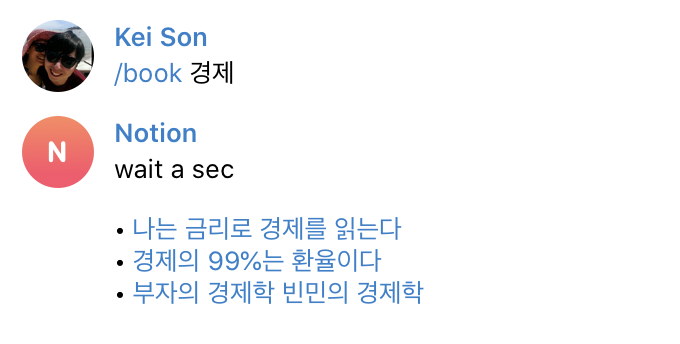 Kei Son
/book 경제
N
Notion
wait a sec
• 나는 금리로 경제를 읽는다
• 경제의 99%는 환율이다
• 부자의 경제학 빈민의 경제학